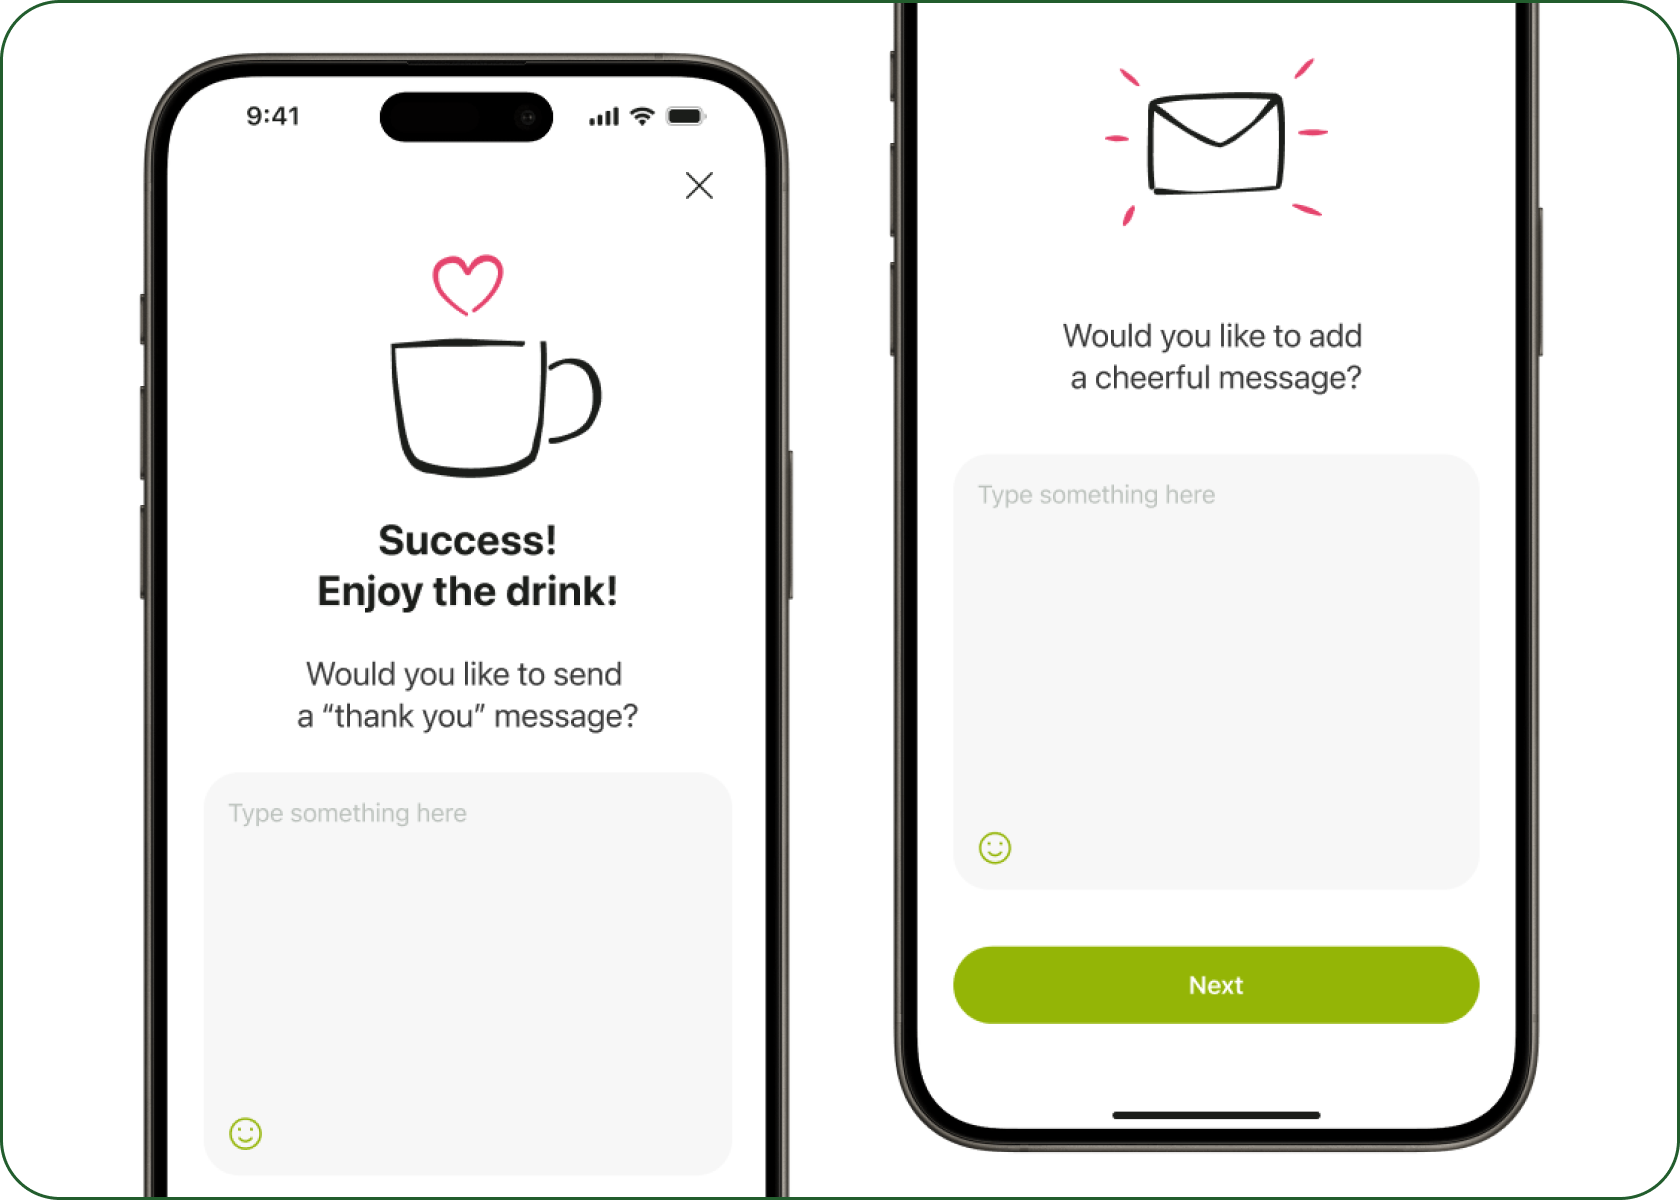 9:41
Success!
Enjoy the drink!
Would you like to send
a “thank you” message?
Type something here
Would you like to add
a cheerful message?
Type something here
Next